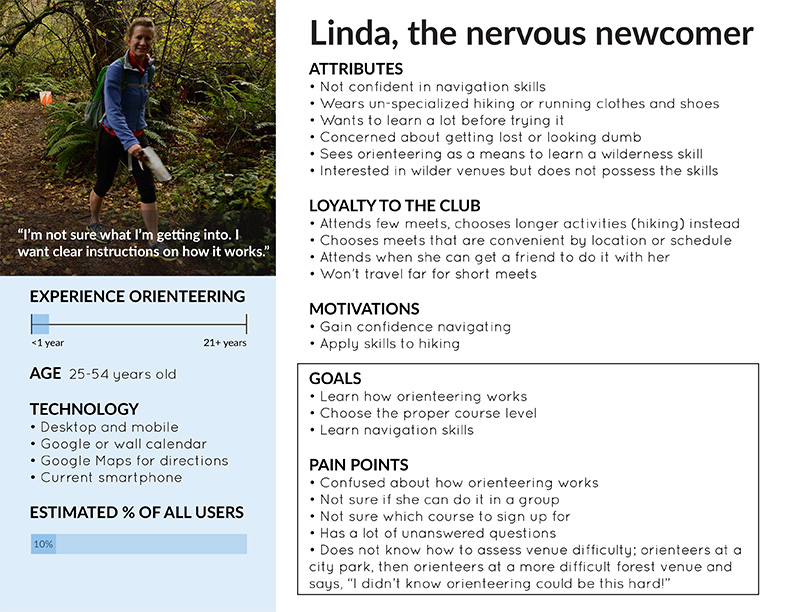 Linda, the nervous newcomer
ATTRIBUTES
• Not confident in navigation skills
• Wears un-specialized hiking or running clothes and shoes
• Wants to learn a lot before trying it
• Concerned about getting lost or looking dumb
• Sees orienteering as a means to learn a wilderness skill
• Interested in wilder venues but does not possess the skills
LOYALTY TO THE CLUB
• Attends few meets, chooses longer activities (hiking) instead
• Chooses meets that are convenient by location or schedule
• Attends when she can get a friend to do it with her
• Won't travel far for short meets
MOTIVATIONS
• Gain confidence navigating
• Apply skills to hiking
GOALS
• Learn how orienteering works
• Choose the proper course level
• Learn navigation skills
PAIN POINTS
• Confused about how orienteering works
• Not sure if she can do it in a group
• Not sure which course to sign up for
• Has a lot of unanswered questions
• Does not know how to assess venue difficulty; orienteers at a
city park, then orienteers at a more difficult forest venue and
says, "I didn't know orienteering could be this hard!"
"I'm not sure what I'm getting into. I
want clear instructions on how it works."
EXPERIENCE ORIENTEERING
<1 year 21+ years
AGE 25-54 years old
TECHNOLOGY
• Desktop and mobile
• Google or wall calendar
• Google Maps for directions
• Current smartphone
ESTIMATED % OF ALL USERS
10%